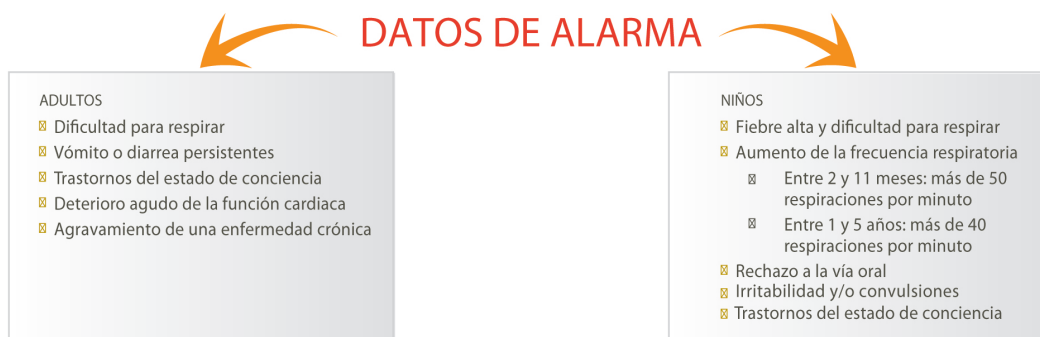 DATOS DE ALARMA
ADULTOS
Dificultad para respirar
Vómito o diarrea persistentes
Trastornos del estado de conciencia
Deterioro agudo de la función cardiaca
Agravamiento de una enfermedad crónica
NIÑOS
Fiebre alta y dificultad para respirar
Aumento de la frecuencia respiratoria
Entre 2 y 11 meses: más de 50
respiraciones por minuto
Entre 1 y 5 años: más de 40
respiraciones por minuto
Rechazo a la vía oral
Irritabilidad y/o convulsiones
Trastornos del estado de conciencia